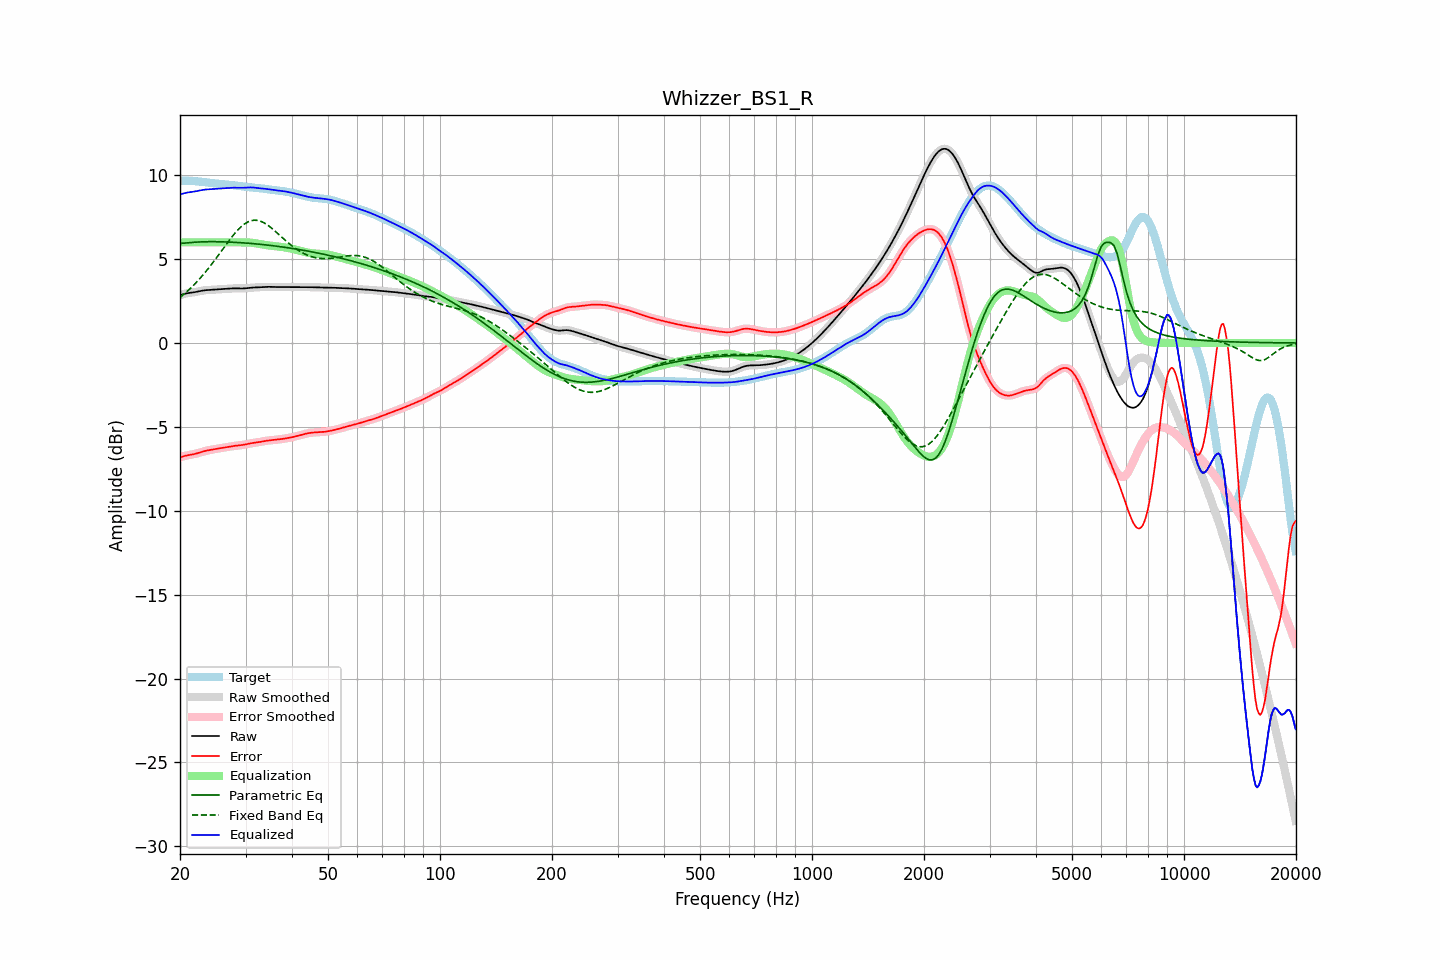 Whizzer_BS1_R
10
5
0
−5
−10
−15
−20
−25
−30
Amplitude (dBr)
Target
Raw Smoothed
Error Smoothed
Raw
Error
Equalization
Parametric Eq
Fixed Band Eq
Equalized
20 50 100 200 500 1000 2000 5000 10000 20000
Frequency (Hz)